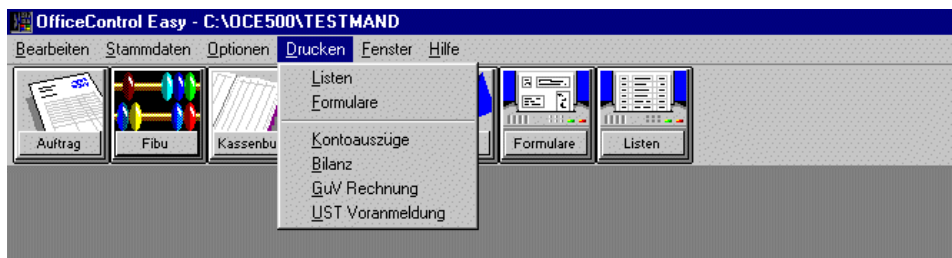 OfficeControl Easy - C:\OCE500\TESTMAND
Bearbeiten Stammdaten Optionen Drucken Fenster Hilfe
Listen
Formulare
Kontoauszüge
Bilanz
GuV Rechnung
UST Voranmeldung
Auftrag Fibu Kassenbu Formulare Listen